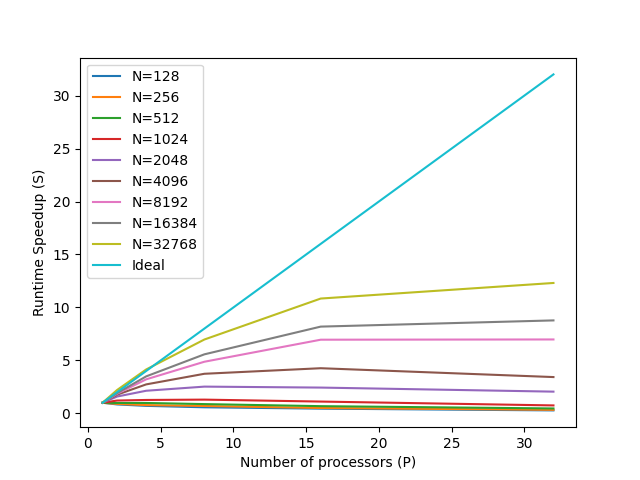 N=128
N=256
N=512
N=1024
N=2048
N=4096
N=8192
N=16384
N=32768
Ideal
Runtime Speedup (S)
30
25
20
15
10
5
0
0 5 10 15 20 25 30
Number of processors (P)